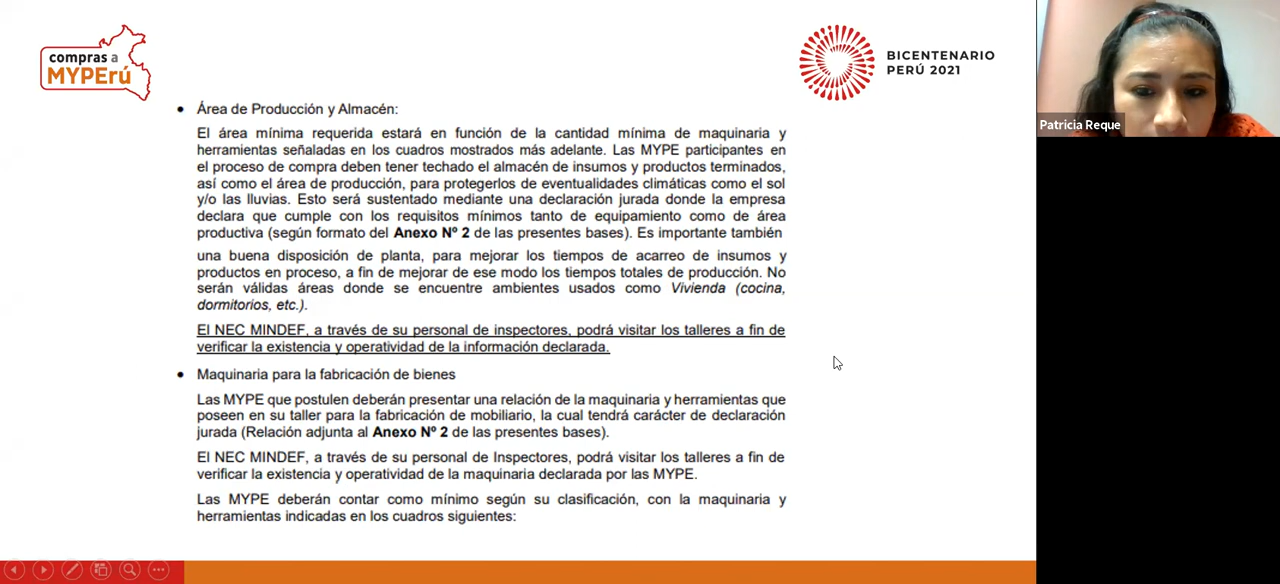 compras a
MYPErú
BICENTENARIO
PERÚ 2021
Patricia Reque
• Área de Producción y Almacén:
El área mínima requerida estará en función de la cantidad mínima de maquinaria y
herramientas señaladas en los cuadros mostrados más adelante. Las MYPE participantes en
el proceso de compra deben tener techado el almacén de insumos y productos terminados,
así como el área de producción, para protegerlos de eventualidades climáticas como el sol
y/o las lluvias. Esto será sustentado mediante una declaración jurada donde la empresa
declara que cumple con los requisitos mínimos tanto de equipamiento como de área
productiva (según formato del Anexo Nº 2 de las presentes bases). Es importante también
una buena disposición de planta, para mejorar los tiempos de acarreo de insumos y
productos en proceso, a fin de mejorar de ese modo los tiempos totales de producción. No
serán válidas áreas donde se encuentre ambientes usados como Vivienda (cocina,
dormitorios, etc.).
El NEC MINDEF, a través de su personal de inspectores, podrá visitar los talleres a fin de
verificar la existencia y operatividad de la información declarada.
• Maquinaria para la fabricación de bienes
Las MYPE que postulen deberán presentar una relación de la maquinaria y herramientas que
poseen en su taller para la fabricación de mobiliario, la cual tendrá carácter de declaración
jurada (Relación adjunta al Anexo Nº 2 de las presentes bases).
El NEC MINDEF, a través de su personal de Inspectores, podrá visitar los talleres a fin de
verificar la existencia y operatividad de la maquinaria declarada por las MYPE.
Las MYPE deberán contar como mínimo según su clasificación, con la maquinaria y
herramientas indicadas en los cuadros siguientes: